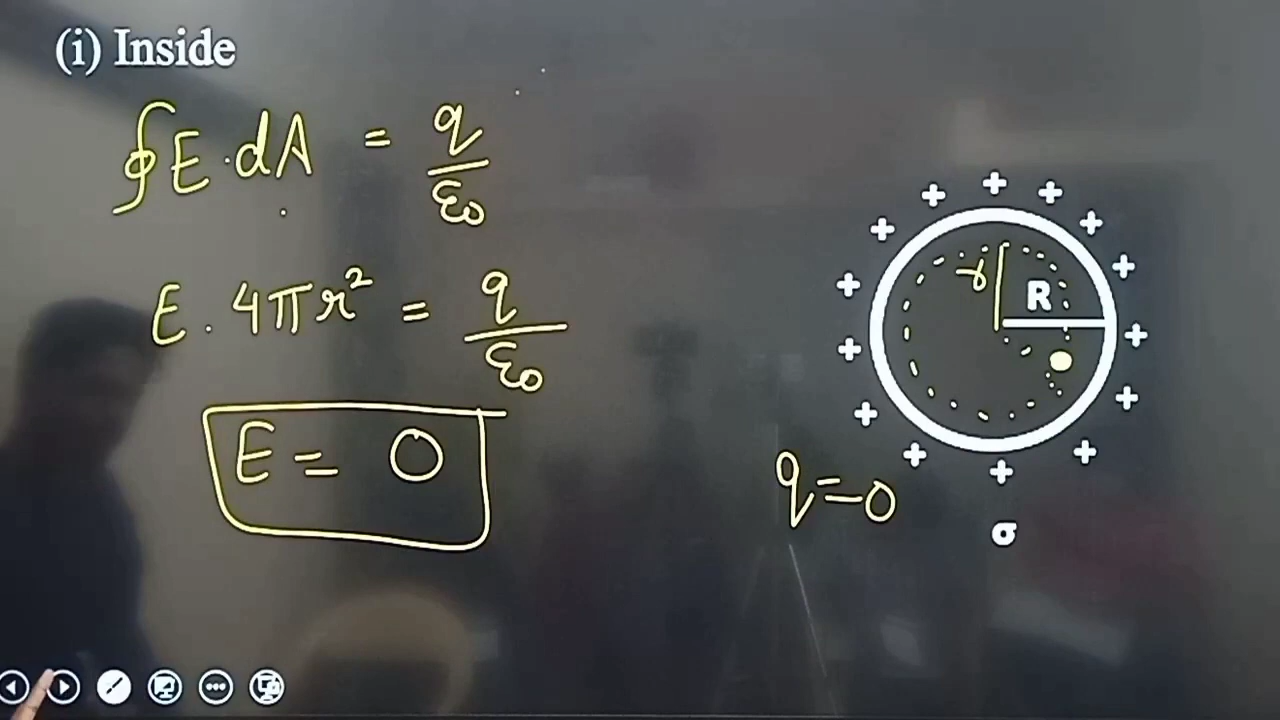 (i) Inside
∮E.dA = q/ε₀
E . 4πr² = q/ε₀
E = 0
+ + + + + + + + + + + + + + + +
r
R
q=0
σ